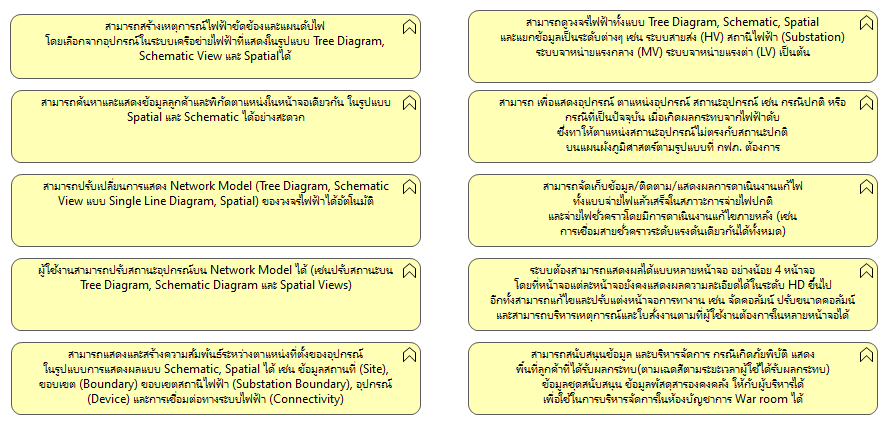 สามารถสร้างเหตุการณ์ไฟฟ้าขัดข้องและแผนดับไฟ
โดยเลือกจากอุปกรณ์ในระบบเครือข่ายไฟฟ้าที่แสดงในรูปแบบ Tree Diagram,
Schematic View และ Spatialได้
สามารถค้นหาและแสดงข้อมูลลูกค้าและพิกัดตำแหน่งในหน้าจอเดียวกัน ในรูปแบบ
Spatial และ Schematic ได้อย่างสะดวก
สามารถปรับเปลี่ยนการแสดง Network Model (Tree Diagram, Schematic
View แบบ Single Line Diagram, Spatial) ของวงจรไฟฟ้าได้อัตโนมัติ
ผู้ใช้งานสามารถปรับสถานะอุปกรณ์บน Network Model ได้ (เช่นปรับสถานะบน
Tree Diagram, Schematic Diagram และ Spatial Views)
สามารถแสดงและสร้างความสัมพันธ์ระหว่างตำแหน่งที่ตั้งของอุปกรณ์
ในรูปแบบการแสดงผลแบบ Schematic, Spatial ได้ เช่น ข้อมูลสถานที่ (Site),
ขอบเขต (Boundary) ขอบเขตสถานีไฟฟ้า (Substation Boundary), อุปกรณ์
(Device) และการเชื่อมต่อทางระบบไฟฟ้า (Connectivity)
สามารถดูวงจรไฟฟ้าทั้งแบบ Tree Diagram, Schematic, Spatial
และแยกข้อมูลเป็นระดับต่างๆ เช่น ระบบสายส่ง (HV) สถานีไฟฟ้า (Substation)
ระบบจำหน่ายแรงกลาง (MV) ระบบจำหน่ายแรงต่ำ (LV) เป็นต้น
สามารถ เพื่อแสดงอุปกรณ์ ตำแหน่งอุปกรณ์ สถานะอุปกรณ์ เช่น กรณีปกติ หรือ
กรณีที่เป็นปัจจุบัน เมื่อเกิดผลกระทบจากไฟฟ้าดับ
ซึ่งทำให้ตำแหน่งสถานะอุปกรณ์ไม่ตรงกับสถานะปกติ
บนแผนผังภูมิศาสตร์ตามรูปแบบที่ กฟภ. ต้องการ
สามารถจัดเก็บข้อมูล/ติดตาม/แสดงผลการดำเนินงานแก้ไฟ
ทั้งแบบจ่ายไฟแล้วเสร็จในสภาวะการจ่ายไฟปกติ
และจ่ายไฟชั่วคราวโดยมีการดำเนินงานแก้ไขภายหลัง (เช่น
การเชื่อมสายชั่วคราวระดับแรงดันเดียวกันได้ทั้งหมด)
ระบบต้องสามารถแสดงผลได้แบบหลายหน้าจอ อย่างน้อย 4 หน้าจอ
โดยที่หน้าจอแต่ละหน้าจอยังคงแสดงผลความละเอียดได้ในระดับ HD ขึ้นไป
อีกทั้งสามารถแก้ไขและปรับแต่งหน้าจอการทำงาน เช่น จัดคอลัมน์ ปรับขนาดคอลัมน์
และสามารถบริหารเหตุการณ์และใบสั่งงานตามที่ผู้ใช้งานต้องการในหลายหน้าจอได้
สามารถสนับสนุนข้อมูล และบริหารจัดการ กรณีเกิดภัยพิบัติ แสดง
พื้นที่ลูกค้าที่ได้รับผลกระทบ(ตามเฉดสีตามระยะเวลาผู้ใช้ได้รับผลกระทบ)
ข้อมูลชุดสนับสนุน ข้อมูลพัสดุสำรองคงคลัง ให้กับผู้บริหารได้
เพื่อใช้ในการบริหารจัดการในห้องบัญชาการ War room ได้